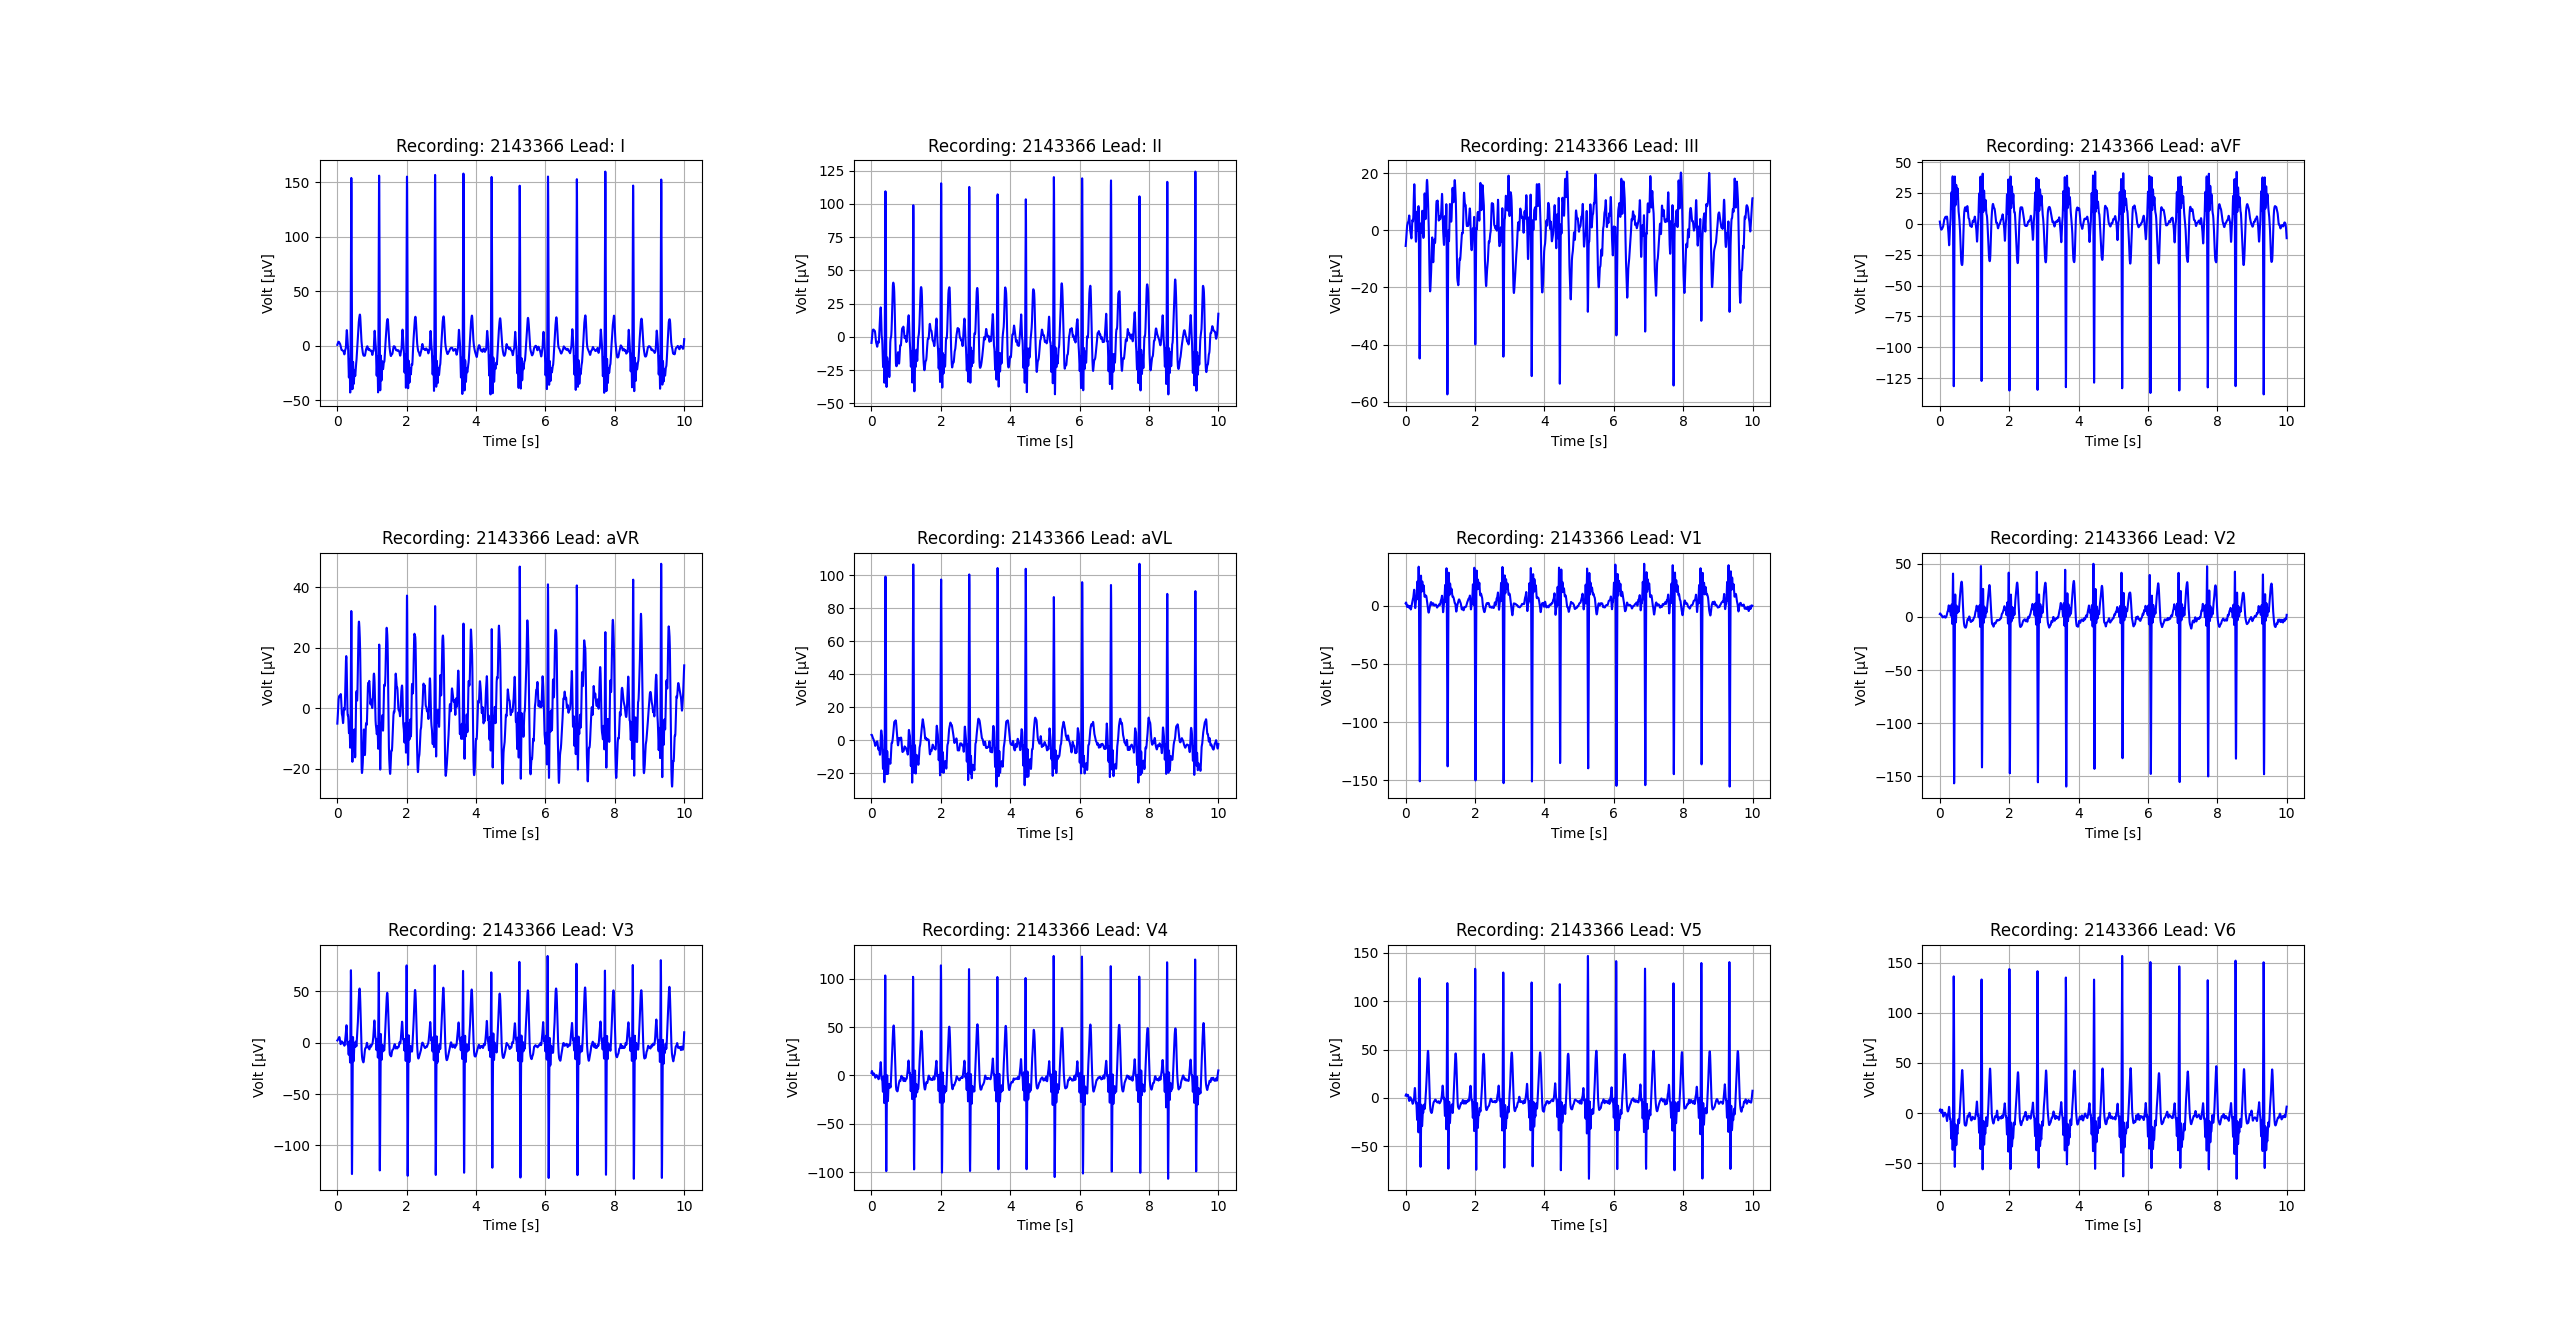 Recording: 2143366 Lead: I
Recording: 2143366 Lead: II
Recording: 2143366 Lead: III
Recording: 2143366 Lead: aVF
Volt [µV]
150
100
50
0
−50
0 2 4 6 8 10
Time [s]
Volt [µV]
125
100
75
50
25
0
−25
−50
0 2 4 6 8 10
Time [s]
Volt [µV]
20
0
−20
−40
−60
0 2 4 6 8 10
Time [s]
Volt [µV]
50
25
0
−25
−50
−75
−100
−125
0 2 4 6 8 10
Time [s]
Recording: 2143366 Lead: aVR
Recording: 2143366 Lead: aVL
Recording: 2143366 Lead: V1
Recording: 2143366 Lead: V2
Volt [µV]
40
20
0
−20
0 2 4 6 8 10
Time [s]
Volt [µV]
100
80
60
40
20
0
−20
0 2 4 6 8 10
Time [s]
Volt [µV]
0
−50
−100
−150
0 2 4 6 8 10
Time [s]
Volt [µV]
50
0
−50
−100
−150
0 2 4 6 8 10
Time [s]
Recording: 2143366 Lead: V3
Recording: 2143366 Lead: V4
Recording: 2143366 Lead: V5
Recording: 2143366 Lead: V6
Volt [µV]
50
0
−50
−100
0 2 4 6 8 10
Time [s]
Volt [µV]
100
50
0
−50
−100
0 2 4 6 8 10
Time [s]
Volt [µV]
150
100
50
0
−50
0 2 4 6 8 10
Time [s]
Volt [µV]
150
100
50
0
−50
0 2 4 6 8 10
Time [s]